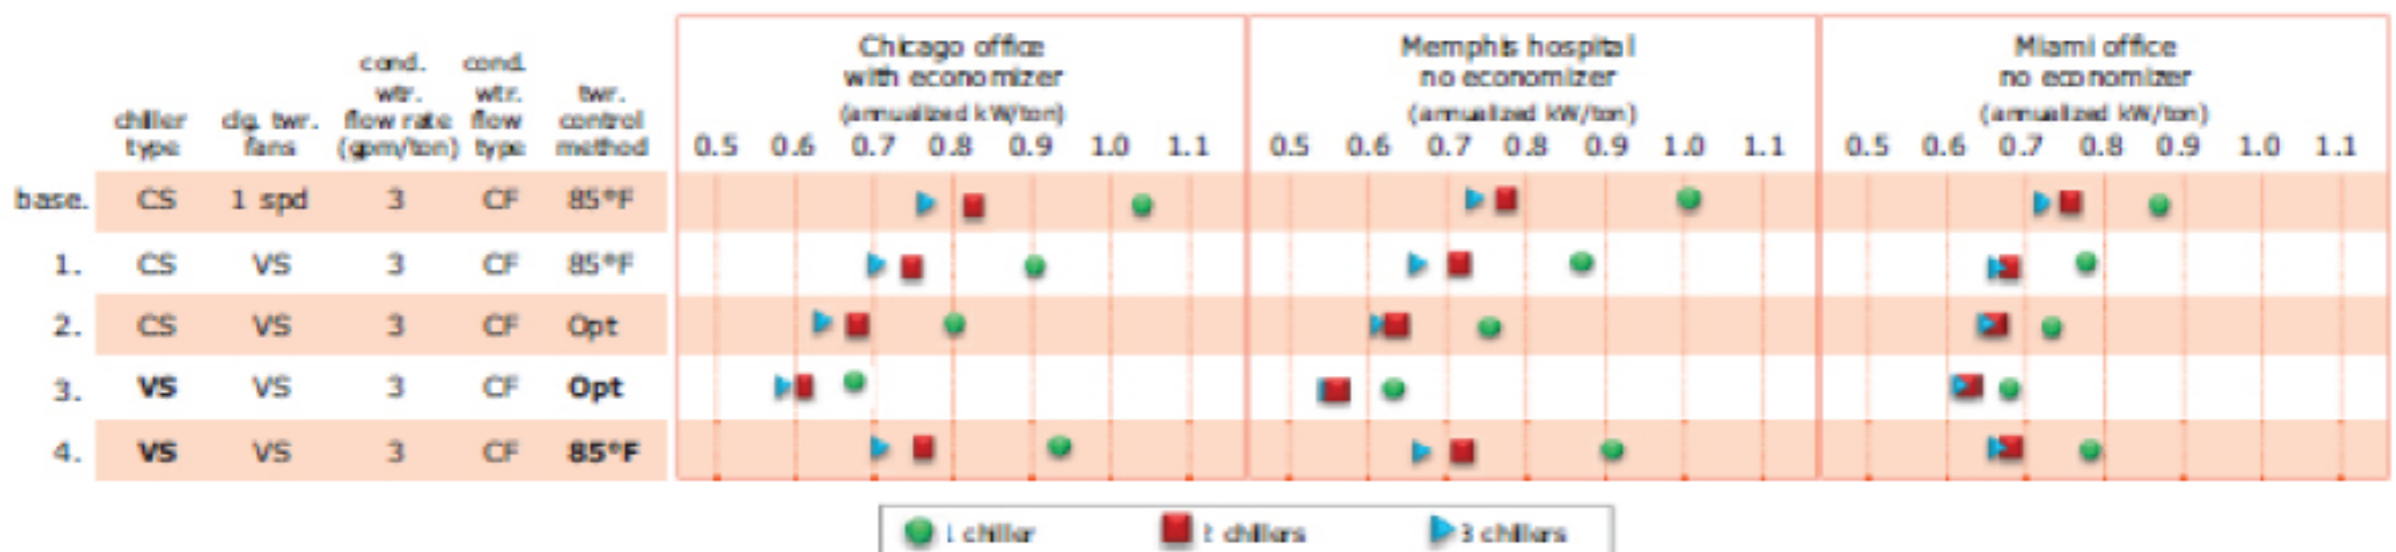 chiller type
clg. twr. fans
cond. wtr. flow rate (gpm/ton)
cond. wtr. flow type
twr. control method
Chicago office
with economizer
(annualized kW/ton)
0.5 0.6 0.7 0.8 0.9 1.0 1.1
Memphis hospital
no economizer
(annualized kW/ton)
0.5 0.6 0.7 0.8 0.9 1.0 1.1
Miami office
no economizer
(annualized kW/ton)
0.5 0.6 0.7 0.8 0.9 1.0 1.1
base. CS 1 spd 3 CF 85°F
1. CS VS 3 CF 85°F
2. CS VS 3 CF Opt
3. VS VS 3 CF Opt
4. VS VS 3 CF 85°F
1 chiller 2 chillers 3 chillers